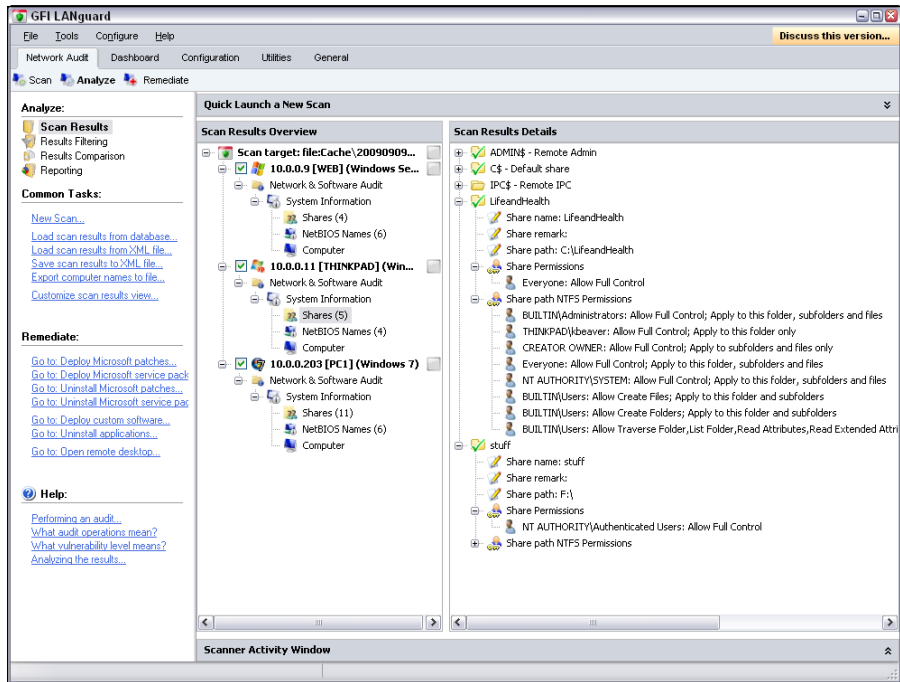 GFI LANguard
File Tools Configure Help
Discuss this version...
Network Audit Dashboard Configuration Utilities General
Scan Analyze Remediate
Analyze:
Scan Results
Results Filtering
Results Comparison
Reporting
Common Tasks:
New Scan...
Load scan results from database...
Load scan results from XML file...
Save scan results to XML file...
Export computer names to file...
Customize scan results view...
Remediate:
Go to: Deploy Microsoft patches...
Go to: Deploy Microsoft service pack
Go to: Uninstall Microsoft patches...
Go to: Uninstall Microsoft service pac
Go to: Deploy custom software...
Go to: Uninstall applications...
Go to: Open remote desktop...
Help:
Performing an audit...
What audit operations mean?
What vulnerability level means?
Analyzing the results...
Quick Launch a New Scan
Scan Results Overview
Scan target: file:Cache\20090909...
10.0.0.9 [WEB] (Windows Se...
Network & Software Audit
System Information
Shares (4)
NetBIOS Names (6)
Computer
10.0.0.11 [THINKPAD] (Win...
Network & Software Audit
System Information
Shares (5)
NetBIOS Names (4)
Computer
10.0.0.203 [PC1] (Windows 7)
Network & Software Audit
System Information
Shares (11)
NetBIOS Names (6)
Computer
Scan Results Details
ADMIN$ - Remote Admin
C$ - Default share
IPC$ - Remote IPC
LifeandHealth
Share name: LifeandHealth
Share remark:
Share path: C:\LifeandHealth
Share Permissions
Everyone: Allow Full Control
Share path NTFS Permissions
BUILTIN\Administrators: Allow Full Control; Apply to this folder, subfolders and files
THINKPAD\kbeaver: Allow Full Control; Apply to this folder only
CREATOR OWNER: Allow Full Control; Apply to subfolders and files only
Everyone: Allow Full Control; Apply to this folder, subfolders and files
NT AUTHORITY\SYSTEM: Allow Full Control; Apply to this folder, subfolders and files
BUILTIN\Users: Allow Create Files; Apply to this folder and subfolders
BUILTIN\Users: Allow Create Folders; Apply to this folder and subfolders
BUILTIN\Users: Allow Traverse Folder,List Folder,Read Attributes,Read Extended Attri
stuff
Share name: stuff
Share remark:
Share path: F:\
Share Permissions
NT AUTHORITY\Authenticated Users: Allow Full Control
Share path NTFS Permissions
Scanner Activity Window